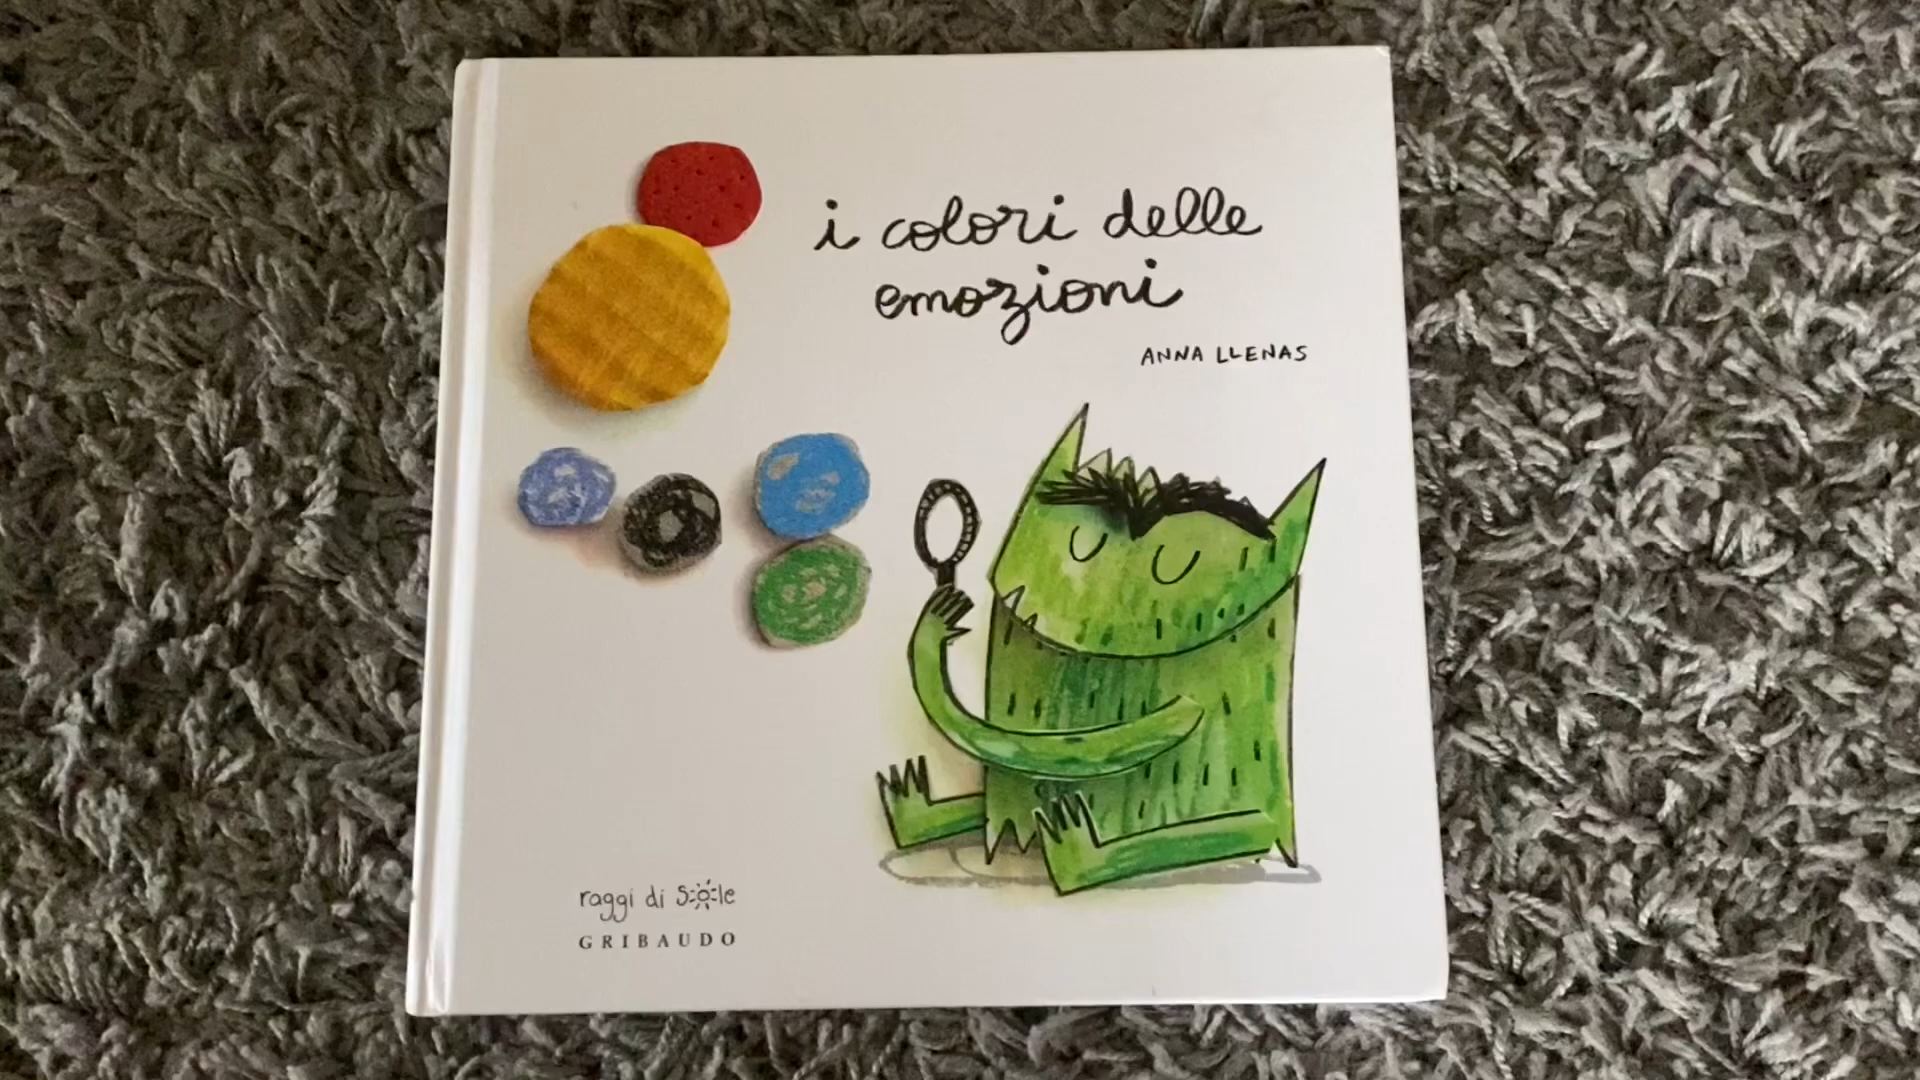 i colori delle
emozioni
ANNA LLENAS
raggi di Sole
GRIBAUDO